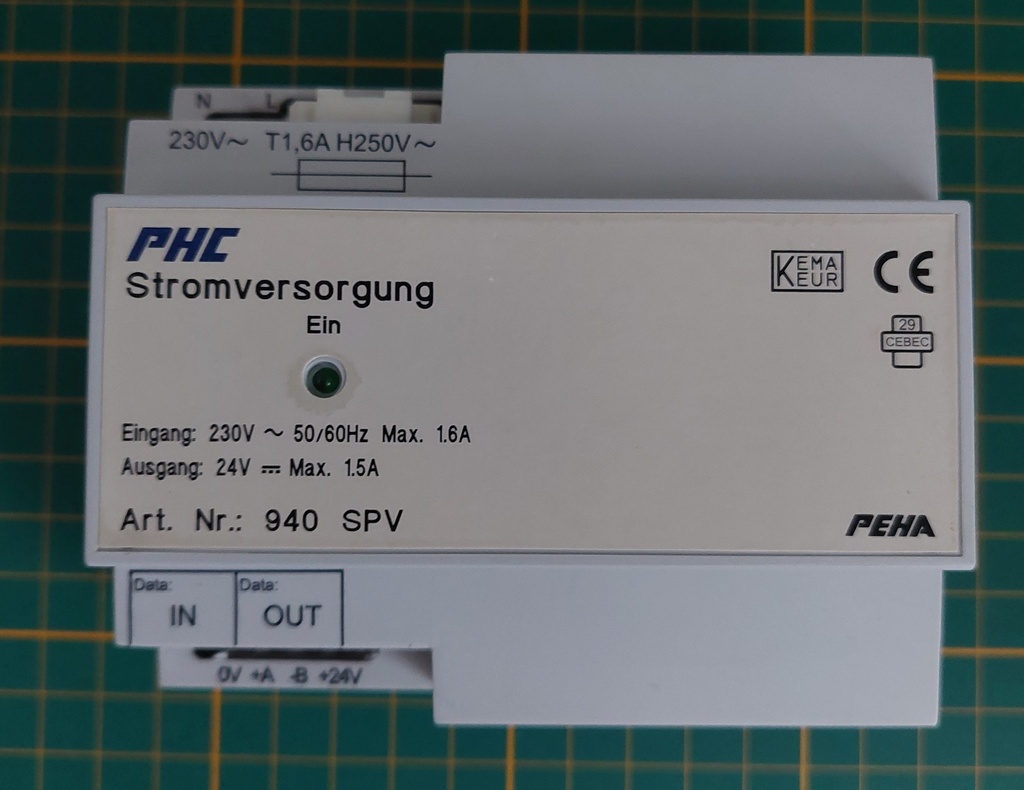 N L
230V~ T1,6A H250V~
PHC
Stromversorgung
Ein
KEMA
KEUR
CE
29
CEBEC
Eingang: 230V ~ 50/60Hz Max. 1.6A
Ausgang: 24V ⎓ Max. 1.5A
Art. Nr.: 940 SPV
PEHA
Data: Data:
IN OUT
0V +A -B +24V